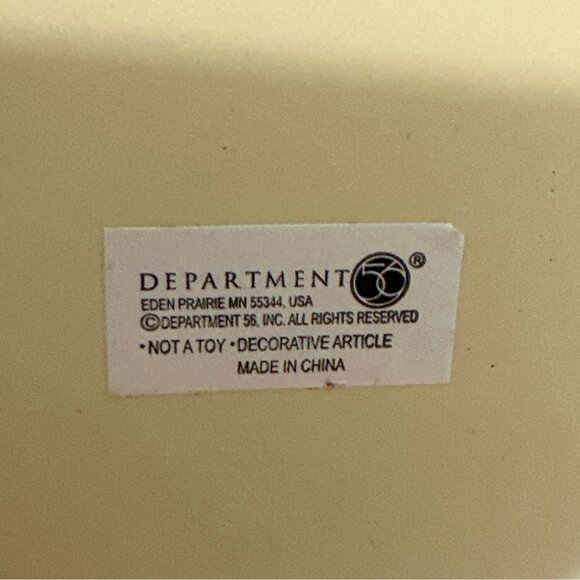 DEPARTMENT 56®
EDEN PRAIRIE MN 55344, USA
©DEPARTMENT 56, INC. ALL RIGHTS RESERVED
•NOT A TOY •DECORATIVE ARTICLE
MADE IN CHINA